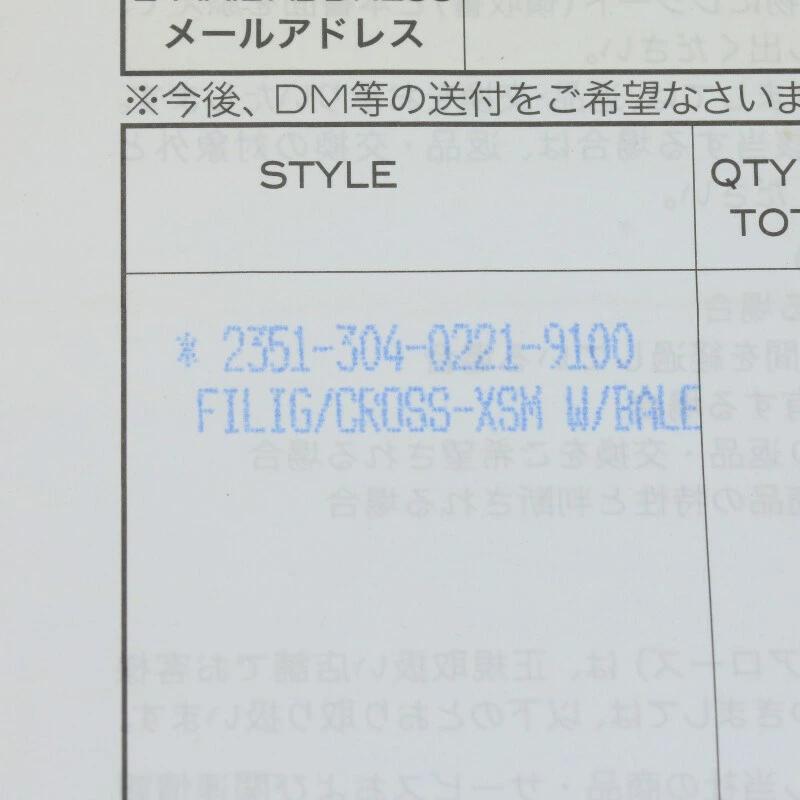 メールアドレス
※今後、DM等の送付をご希望なさいま
STYLE
QTY
TOT
* 2351-304-0221-9100
FILIG/CROSS-XSM W/BALE